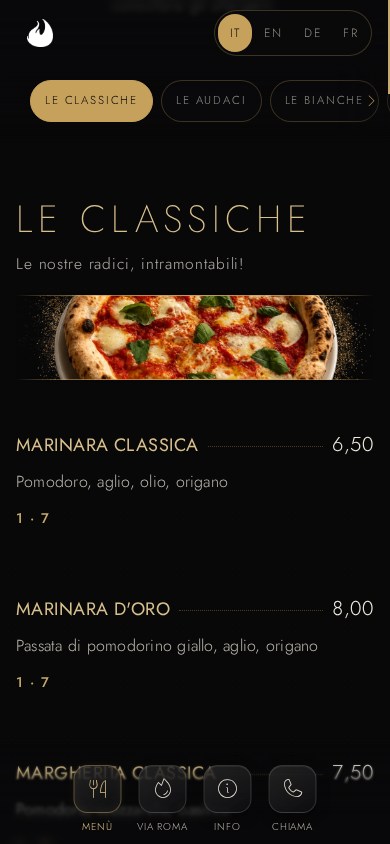 IT EN DE FR
LE CLASSICHE LE AUDACI LE BIANCHE
LE CLASSICHE
Le nostre radici, intramontabili!
MARINARA CLASSICA 6,50
Pomodoro, aglio, olio, origano
1 · 7
MARINARA D'ORO 8,00
Passata di pomodorino giallo, aglio, origano
1 · 7
MARGHERITA CLASSICA 7,50
MENÙ VIA ROMA INFO CHIAMA